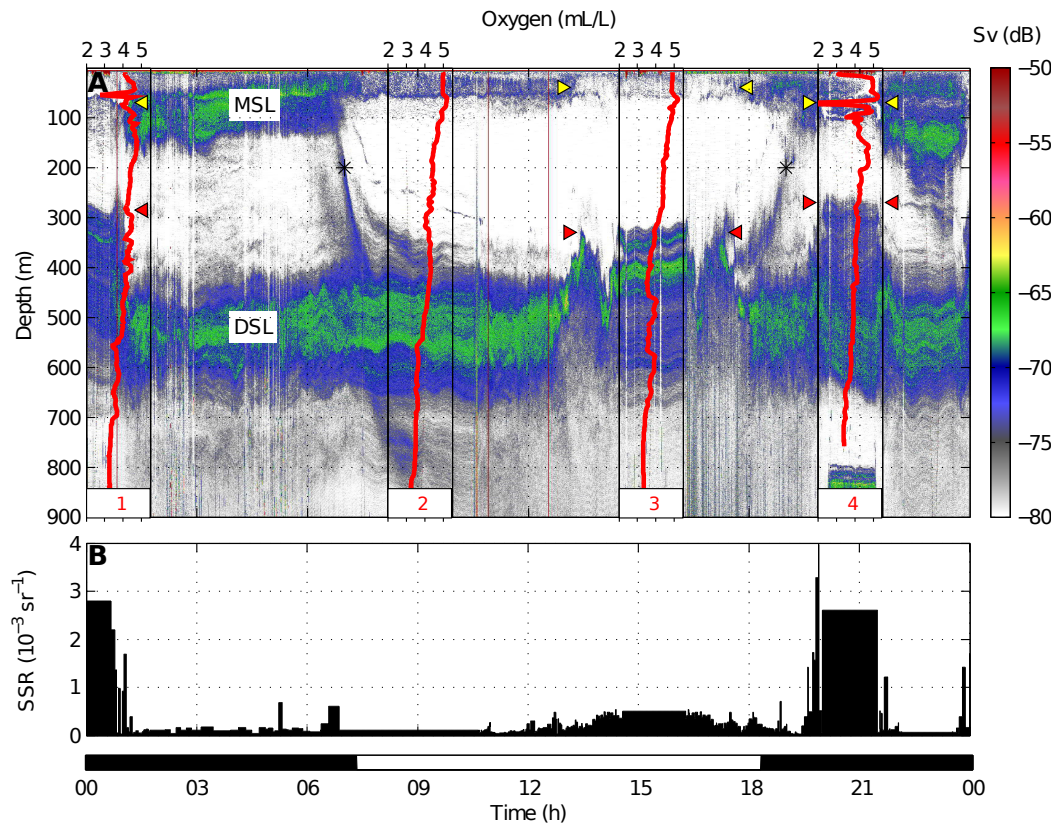 Oxygen (mL/L)
Sv (dB)
2 3 4 5 2 3 4 5 2 3 4 5 2 3 4 5
A
MSL
DSL
100
200
300
400
500
600
700
800
900
Depth (m)
1 2 3 4
−50
−55
−60
−65
−70
−75
−80
B
4
3
2
1
0
SSR (10⁻³ sr⁻¹)
00 03 06 09 12 15 18 21 00
Time (h)